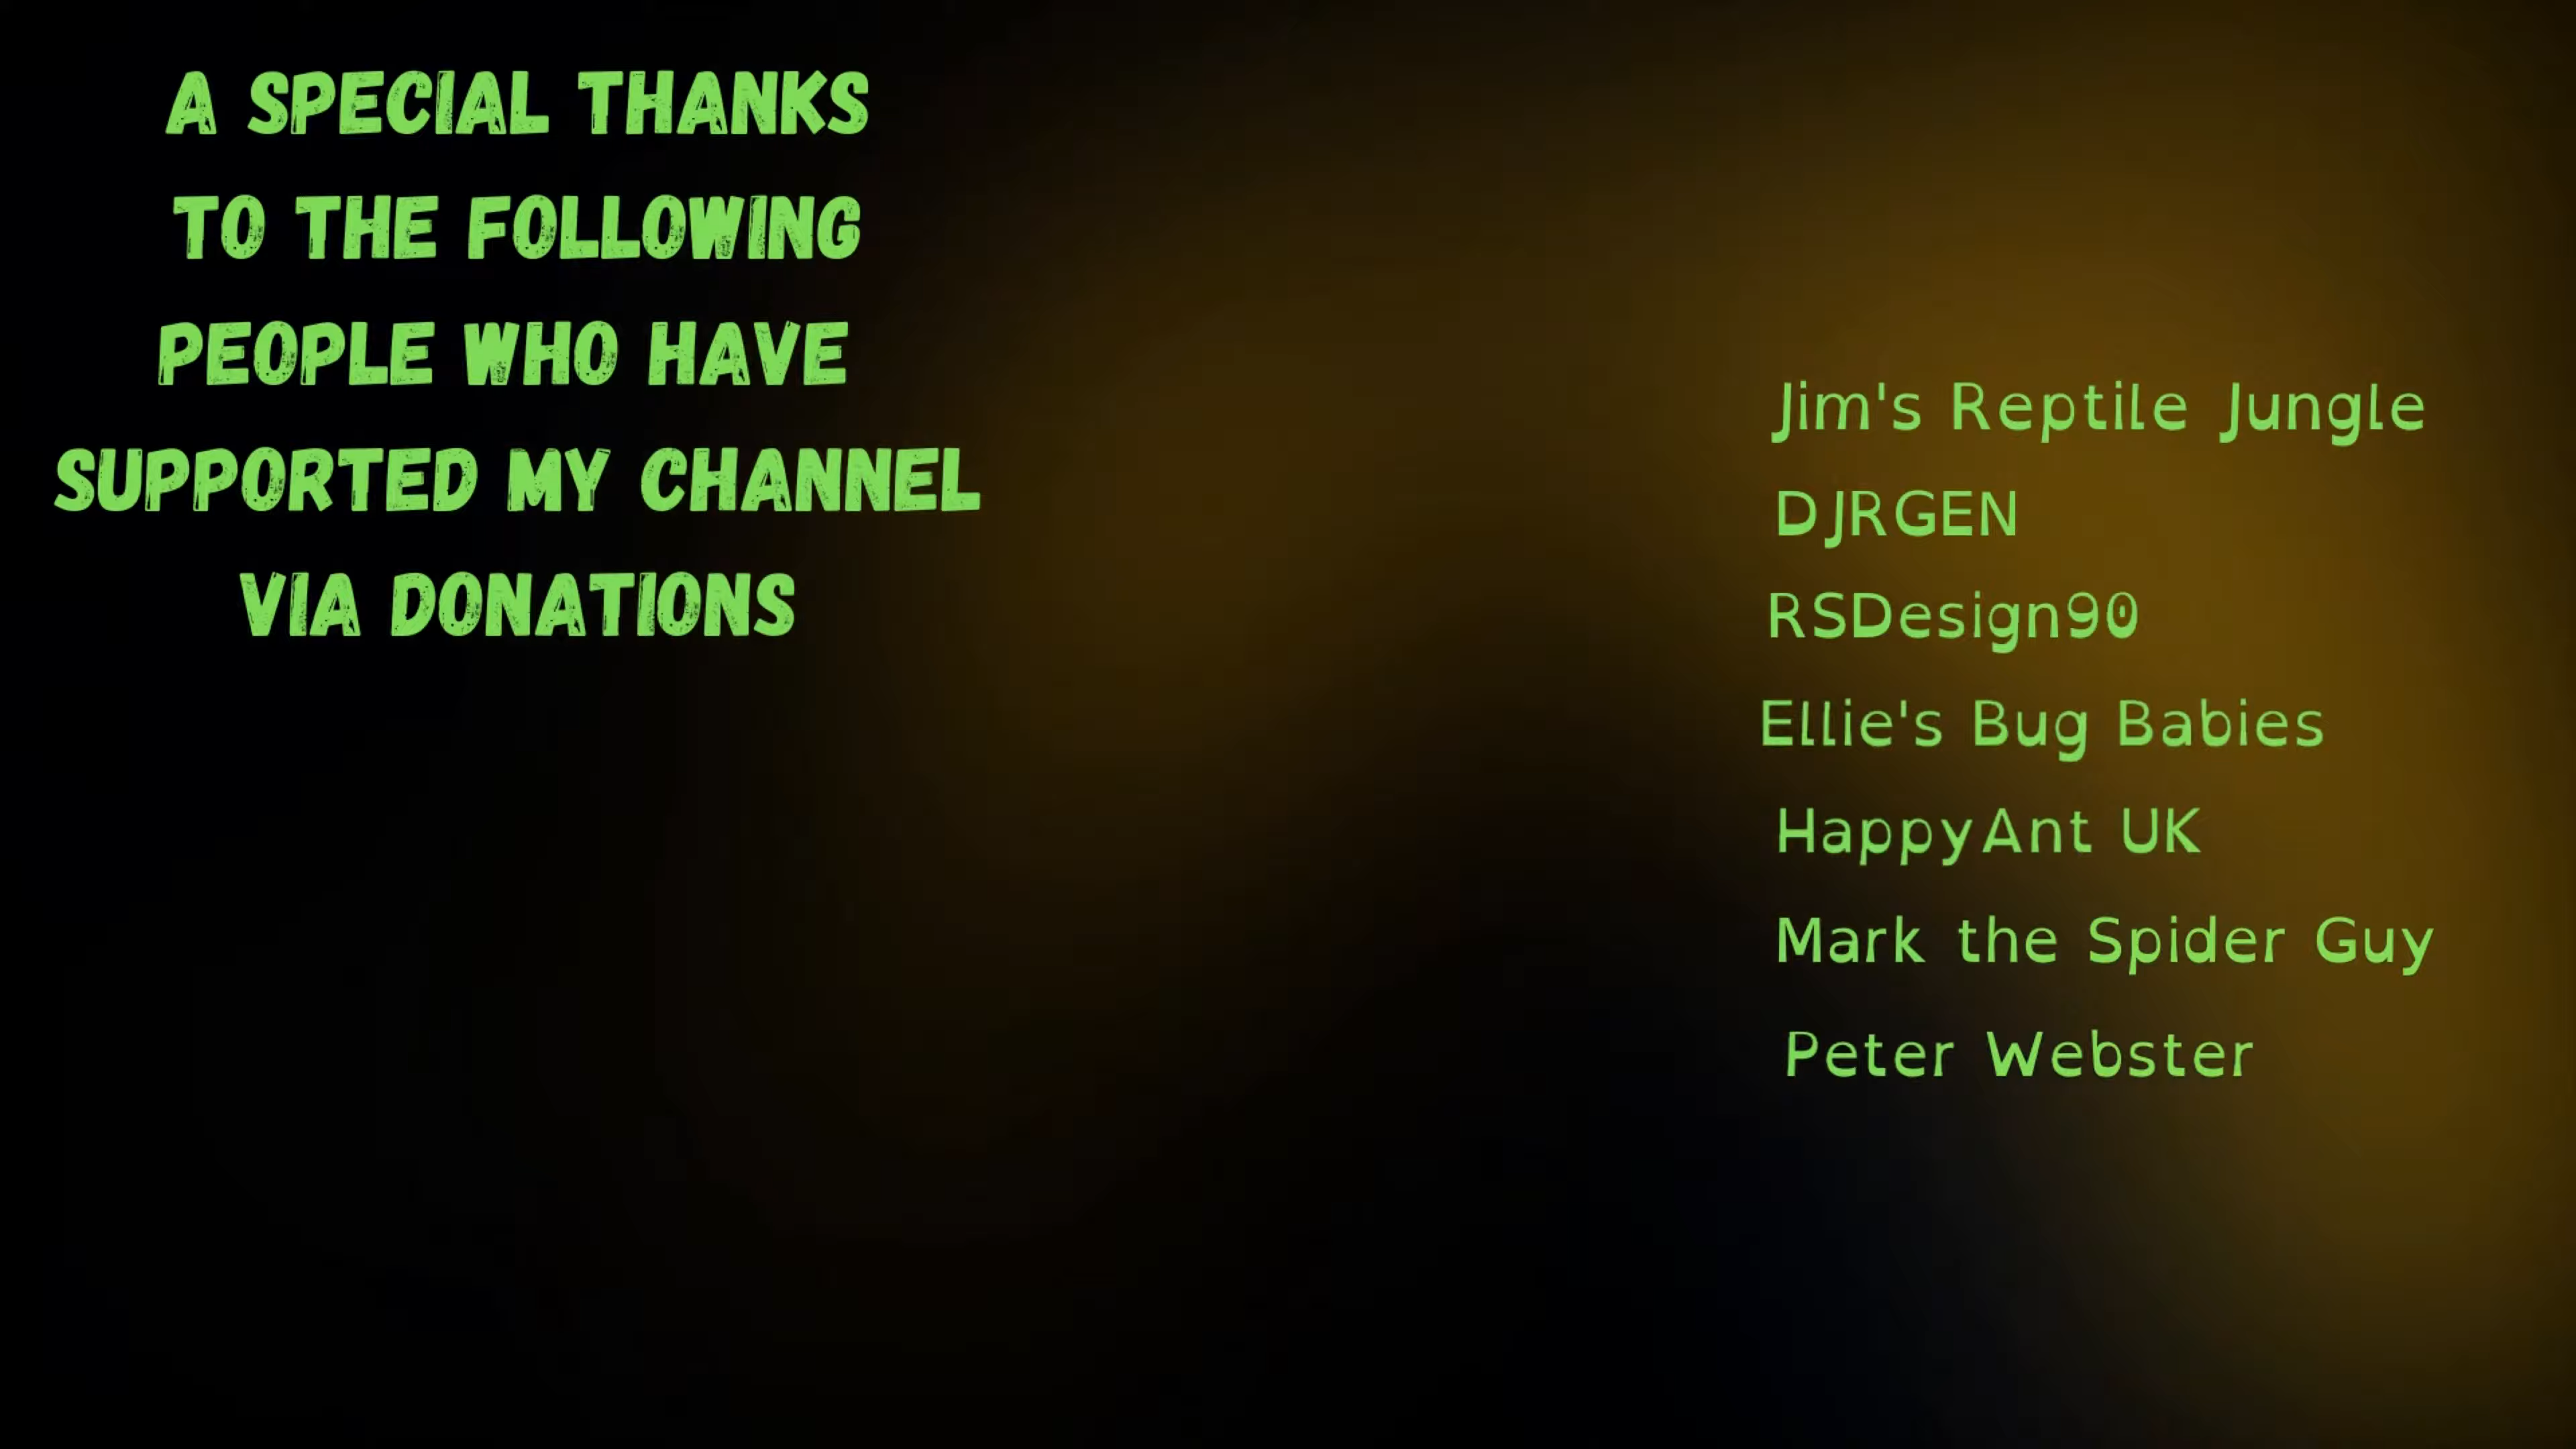 A SPECIAL THANKS
TO THE FOLLOWING
PEOPLE WHO HAVE
SUPPORTED MY CHANNEL
VIA DONATIONS
Jim's Reptile Jungle
DJRGEN
RSDesign90
Ellie's Bug Babies
HappyAnt UK
Mark the Spider Guy
Peter Webster